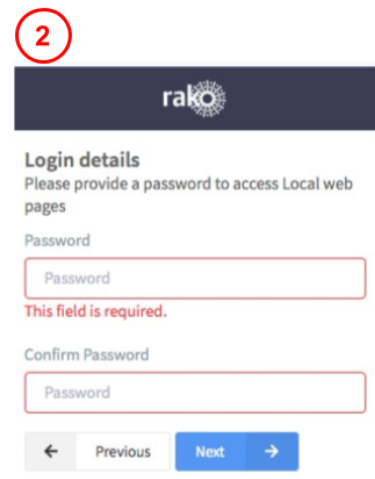 2
rako
Login details
Please provide a password to access Local web
pages
Password
Password
This field is required.
Confirm Password
Password
Previous
Next